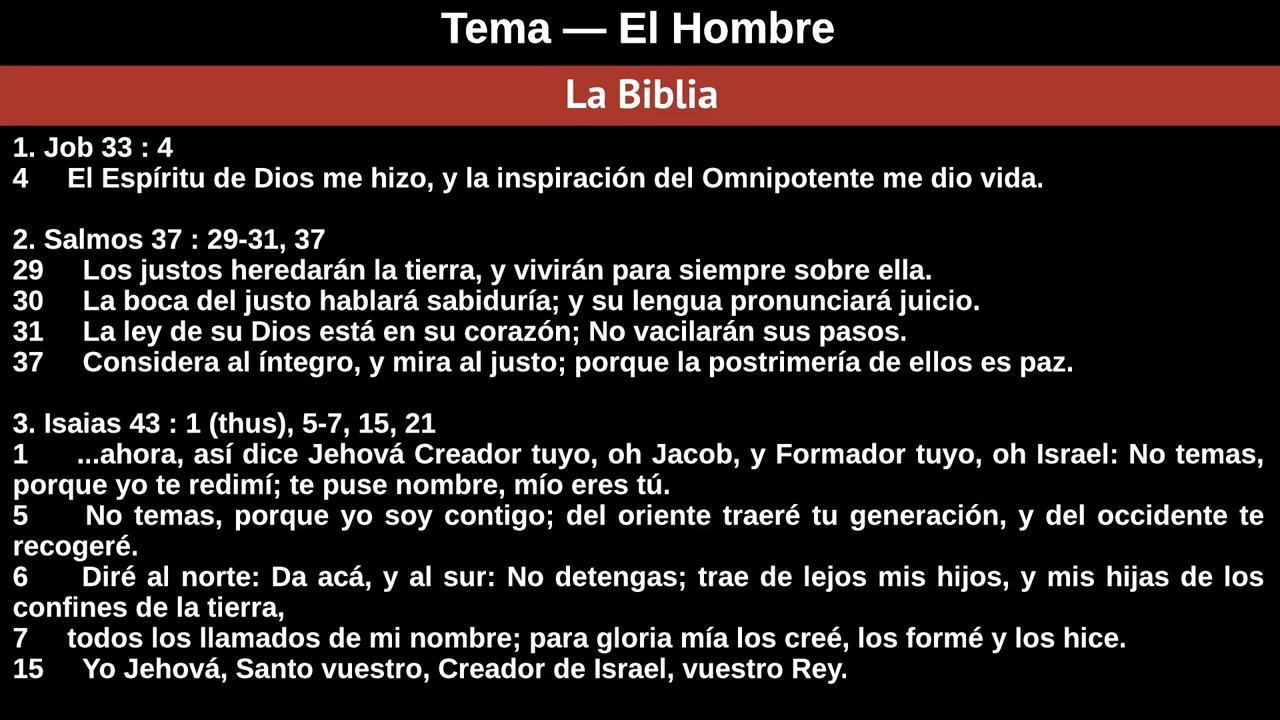 Tema — El Hombre
La Biblia
1. Job 33 : 4
4 El Espíritu de Dios me hizo, y la inspiración del Omnipotente me dio vida.
2. Salmos 37 : 29-31, 37
29 Los justos heredarán la tierra, y vivirán para siempre sobre ella.
30 La boca del justo hablará sabiduría; y su lengua pronunciará juicio.
31 La ley de su Dios está en su corazón; No vacilarán sus pasos.
37 Considera al íntegro, y mira al justo; porque la postrimería de ellos es paz.
3. Isaias 43 : 1 (thus), 5-7, 15, 21
1 ...ahora, así dice Jehová Creador tuyo, oh Jacob, y Formador tuyo, oh Israel: No temas,
porque yo te redimí; te puse nombre, mío eres tú.
5 No temas, porque yo soy contigo; del oriente traeré tu generación, y del occidente te
recogeré.
6 Diré al norte: Da acá, y al sur: No detengas; trae de lejos mis hijos, y mis hijas de los
confines de la tierra,
7 todos los llamados de mi nombre; para gloria mía los creé, los formé y los hice.
15 Yo Jehová, Santo vuestro, Creador de Israel, vuestro Rey.